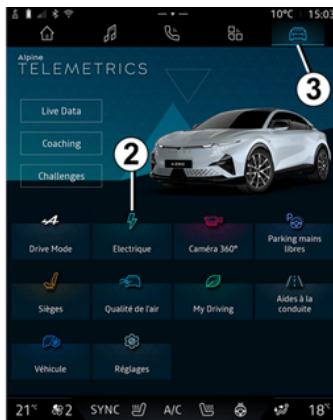 10°C 15:03
Alpine
TELEMETRICS
3
Live Data
Coaching
2
Challenges
Drive Mode
Electrique
Caméra 360°
Parking mains
libres
Sièges
Qualité de l'air
My Driving
Aides à la
conduite
Véhicule
Réglages
21°C 2 SYNC A/C 18°C